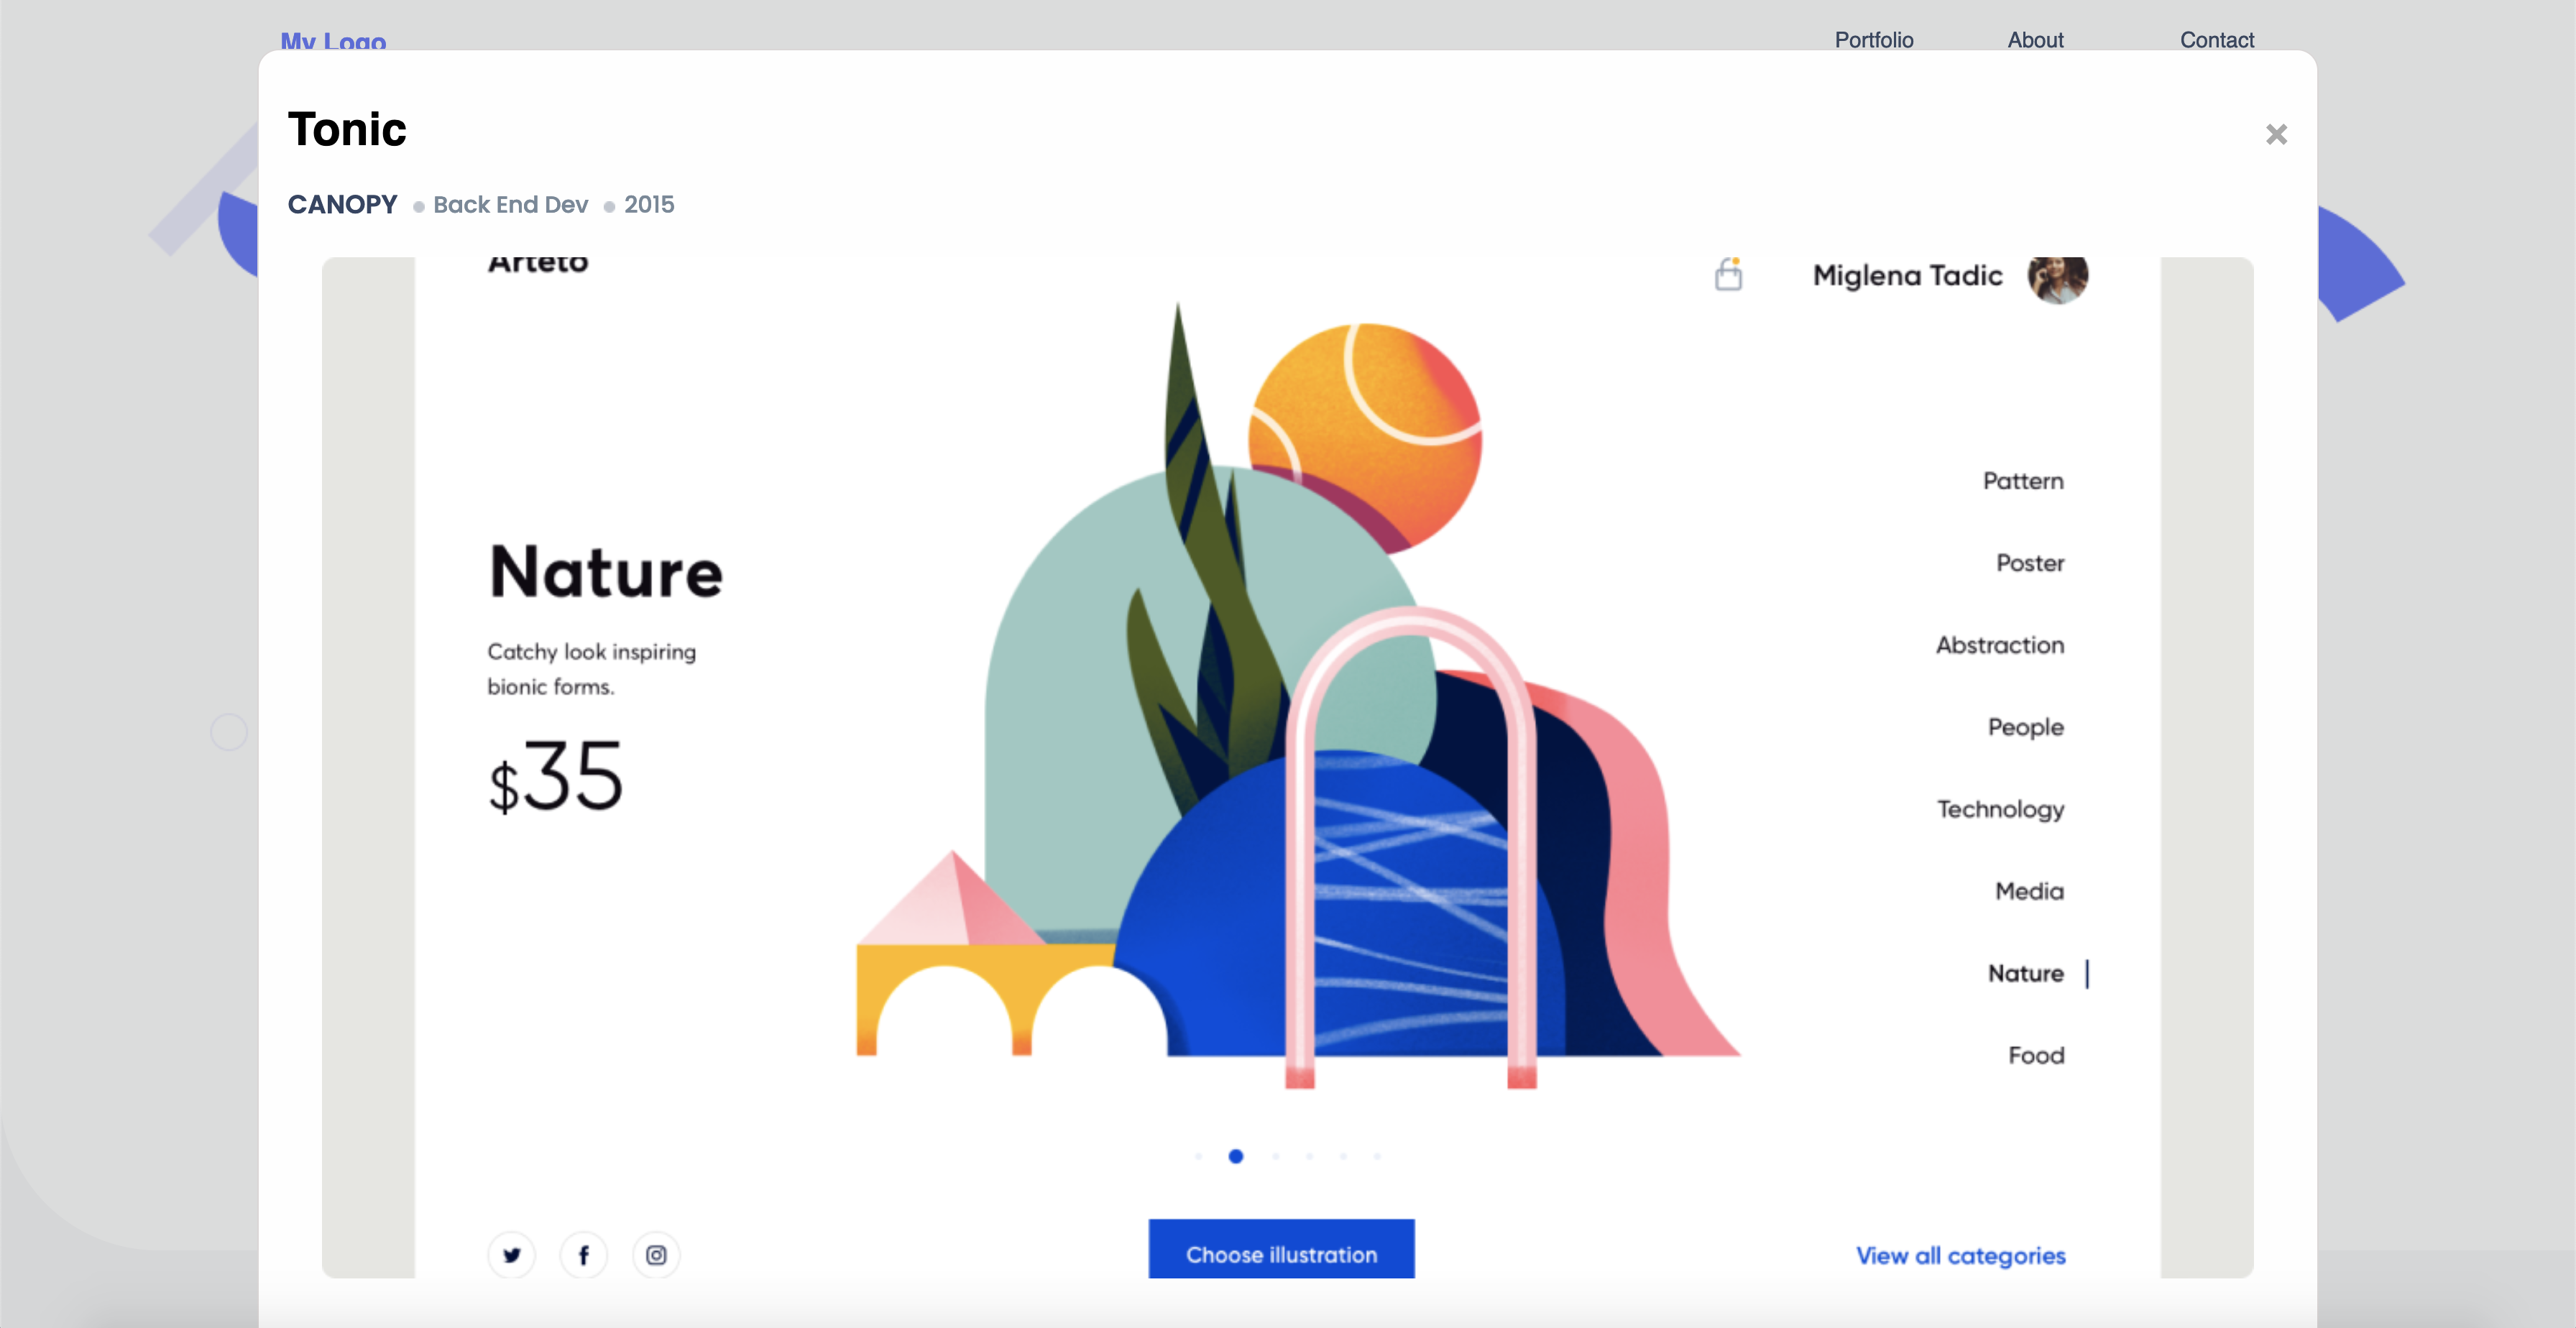 My Logo
Portfolio
About
Contact
Tonic
CANOPY
Back End Dev
2015
Arteto
Miglena Tadic
Nature
Catchy look inspiring
bionic forms.
$35
Pattern
Poster
Abstraction
People
Technology
Media
Nature
Food
Choose illustration
View all categories